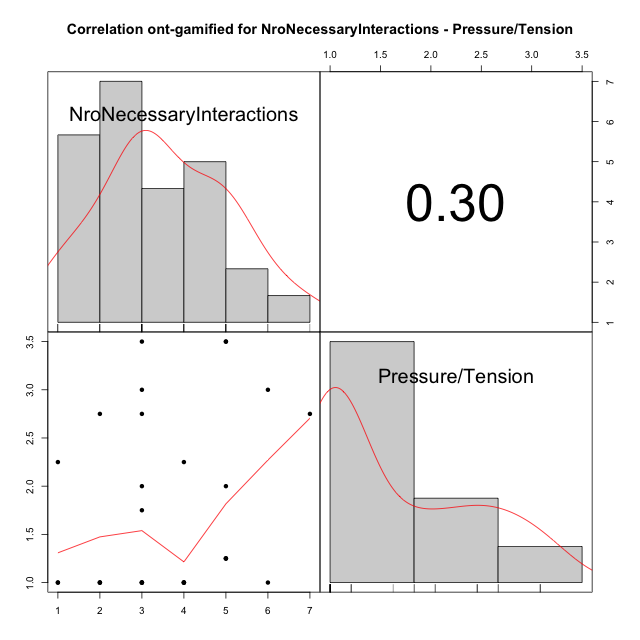 Correlation ont-gamified for NroNecessaryInteractions - Pressure/Tension
1.0 1.5 2.0 2.5 3.0 3.5
NroNecessaryInteractions
0.30
7
6
5
4
3
2
1
Pressure/Tension
3.5
3.0
2.5
2.0
1.5
1.0
1 2 3 4 5 6 7